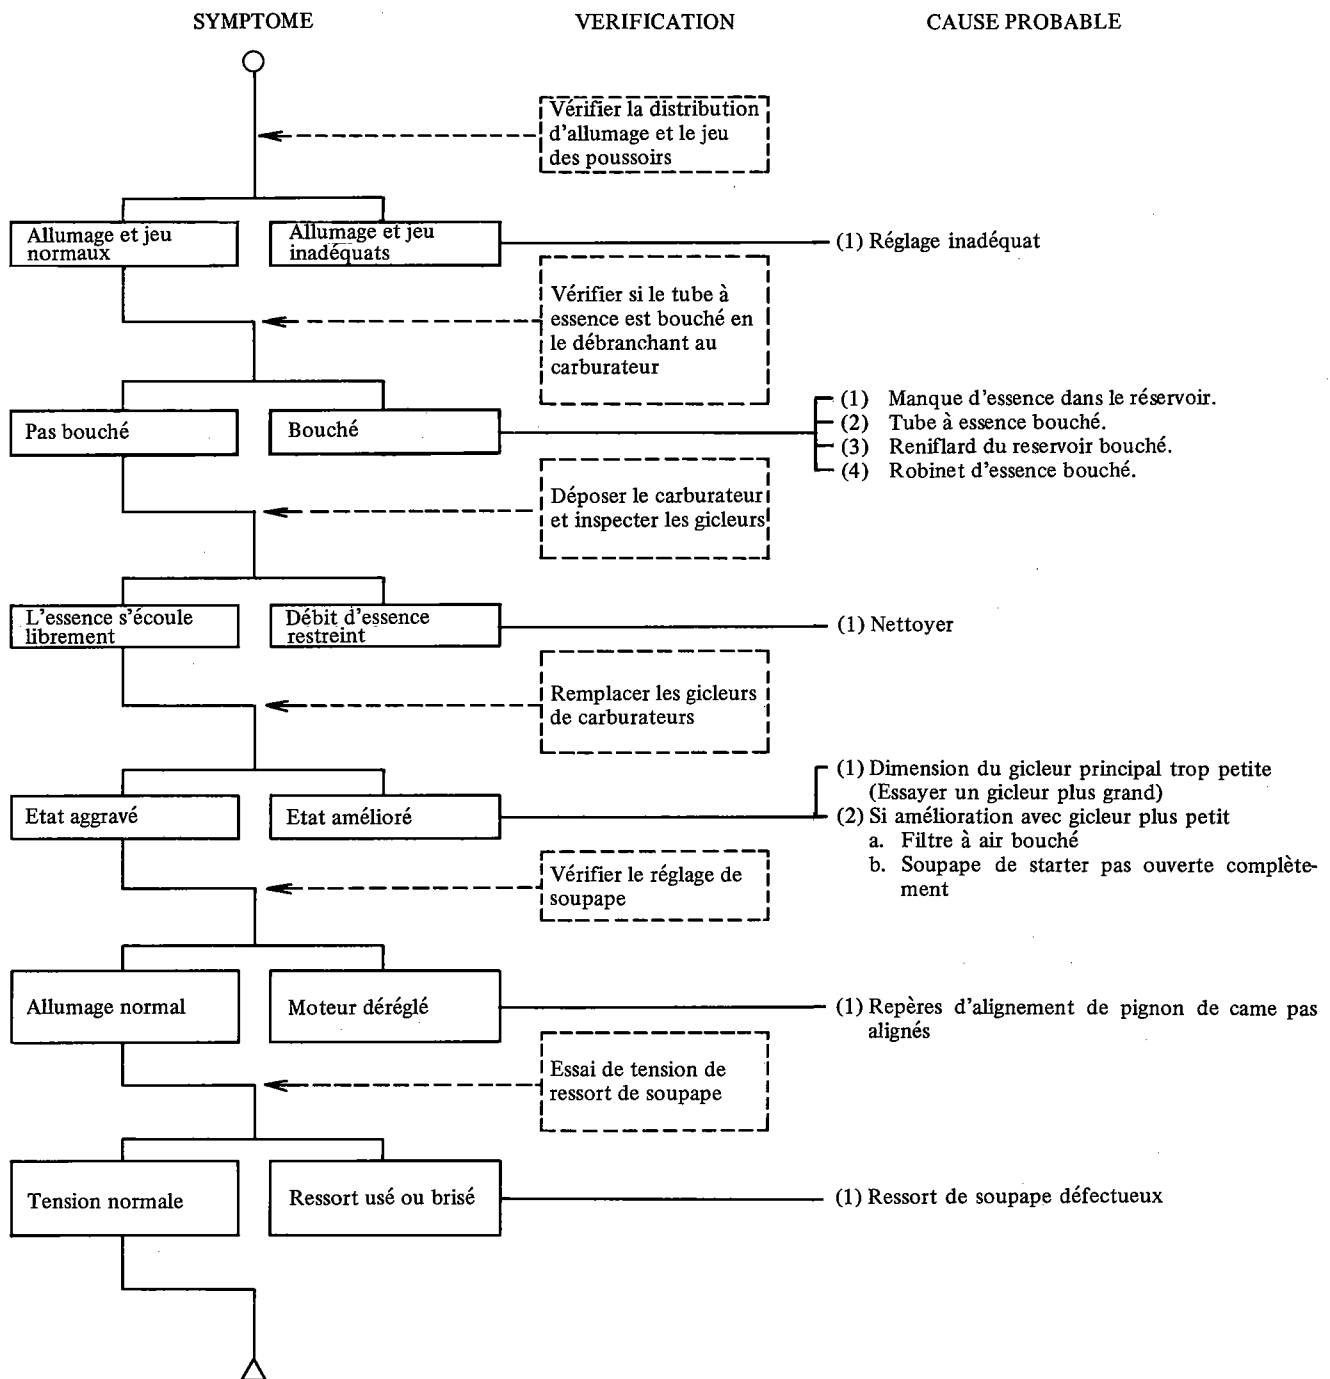 SYMPTOME
VERIFICATION
CAUSE PROBABLE
Vérifier la distribution
d'allumage et le jeu
des poussoirs
Allumage et jeu
normaux
Allumage et jeu
inadéquats
(1) Réglage inadéquat
Vérifier si le tube à
essence est bouché en
le débranchant au
carburateur
Pas bouché
Bouché
(1) Manque d'essence dans le réservoir.
(2) Tube à essence bouché.
(3) Reniflard du reservoir bouché.
(4) Robinet d'essence bouché.
Déposer le carburateur
et inspecter les gicleurs
L'essence s'écoule
librement
Débit d'essence
restreint
(1) Nettoyer
Remplacer les gicleurs
de carburateurs
Etat aggravé
Etat amélioré
(1) Dimension du gicleur principal trop petite
(Essayer un gicleur plus grand)
(2) Si amélioration avec gicleur plus petit
a. Filtre à air bouché
b. Soupape de starter pas ouverte complète-
ment
Vérifier le réglage de
soupape
Allumage normal
Moteur déréglé
(1) Repères d'alignement de pignon de came pas
alignés
Essai de tension de
ressort de soupape
Tension normale
Ressort usé ou brisé
(1) Ressort de soupape défectueux